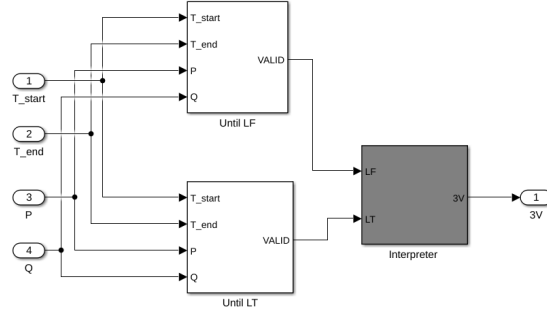 T_start
T_end
P
Q
VALID
Until LF
1
T_start
2
T_end
3
P
4
Q
T_start
T_end
P
Q
VALID
Until LT
LF
LT
3V
Interpreter
1
3V